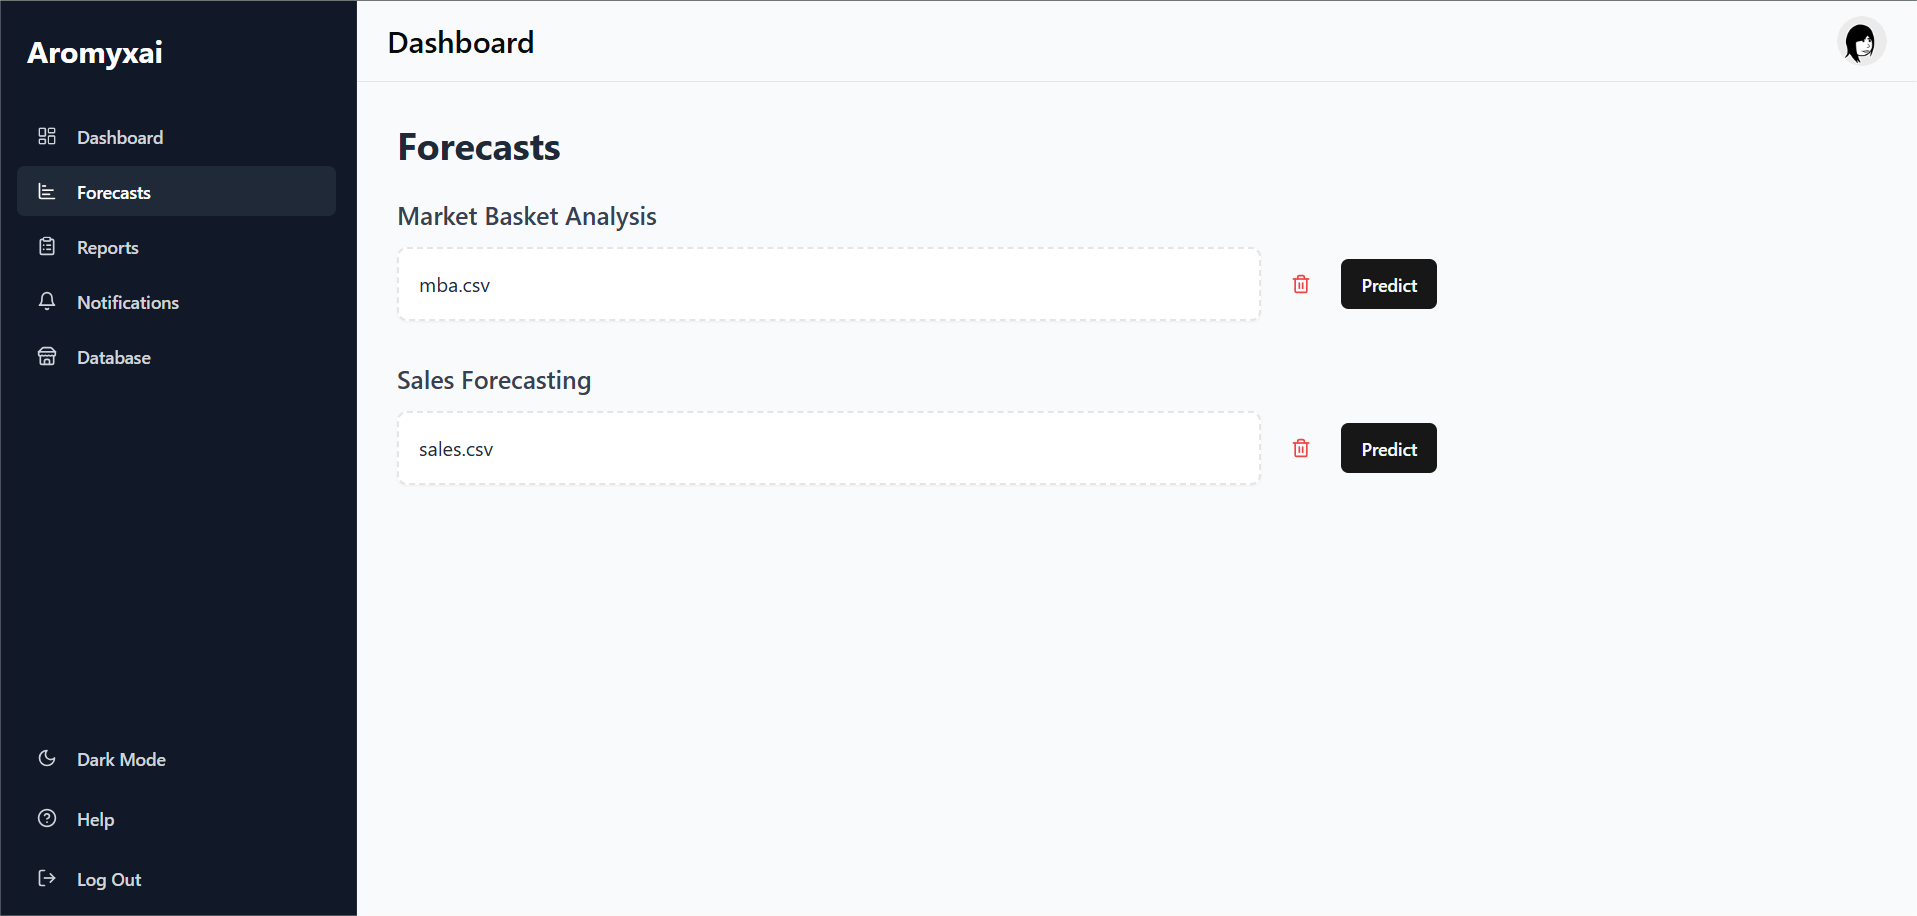 Aromyxai
Dashboard
Forecasts
Reports
Notifications
Database
Dark Mode
Help
Log Out
Dashboard
Forecasts
Market Basket Analysis
mba.csv
Predict
Sales Forecasting
sales.csv
Predict